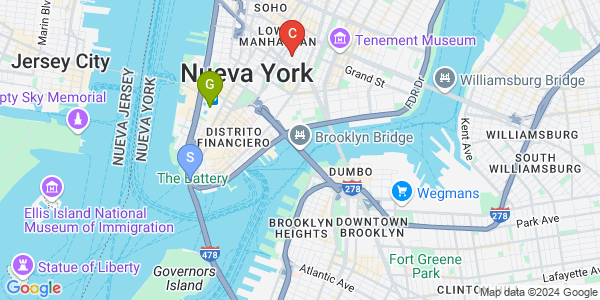 SOHO
LOWER
MANHATTAN
C
Tenement Museum
Marin Blvd
Jersey City
Nueva York
Grand St
FDR Dr
Williamsburg Bridge
G
Empty Sky Memorial
NUEVA JERSEY
NUEVA YORK
DISTRITO
FINANCIERO
Brooklyn Bridge
Kent Ave
WILLIAMSBURG
S
The Battery
DUMBO
SOUTH
WILLIAMSBURG
278
Wegmans
Ellis Island National
Museum of Immigration
278
Park Ave
BROOKLYN
HEIGHTS
DOWNTOWN
BROOKLYN
478
Fort Greene
Park
Lafayette Ave
Statue of Liberty
Governors
Island
Atlantic Ave
CLINTON
Google
Map data ©2024 Google